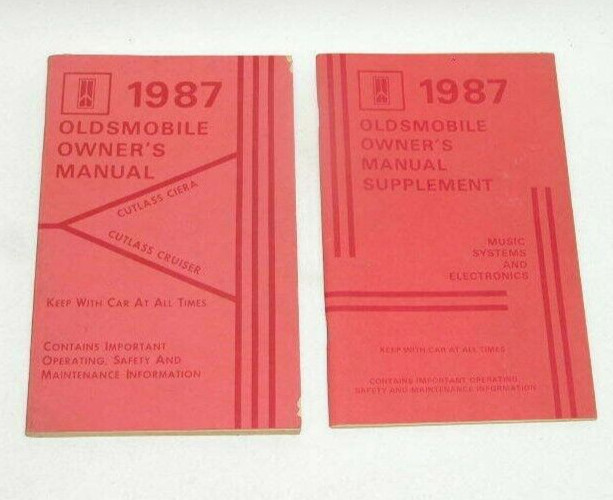 1987
OLDSMOBILE
OWNER'S
MANUAL
CUTLASS CIERA
CUTLASS CRUISER
KEEP WITH CAR AT ALL TIMES
CONTAINS IMPORTANT
OPERATING, SAFETY AND
MAINTENANCE INFORMATION
1987
OLDSMOBILE
OWNER'S
MANUAL
SUPPLEMENT
MUSIC
SYSTEMS
AND
ELECTRONICS
KEEP WITH CAR AT ALL TIMES
CONTAINS IMPORTANT OPERATING,
SAFETY AND MAINTENANCE INFORMATION